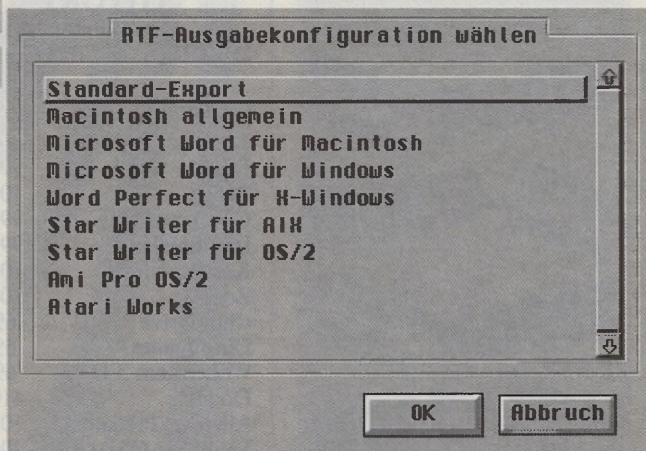 RTF-Ausgabekonfiguration wählen
Standard-Export
Macintosh allgemein
Microsoft Word für Macintosh
Microsoft Word für Windows
Word Perfect für X-Windows
Star Writer für AIX
Star Writer für OS/2
Ami Pro OS/2
Atari Works
OK
Abbruch